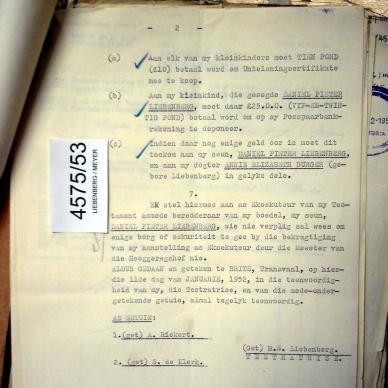 - 2 -
(a) Aan elk van my kleinkinders moet TIEN POND
(£10) betaal word om Unieleningsertifikate
mee te koop.
(b) Aan my kleinkind, die gesegde DANIEL PIETER
LIEBENBERG, moet daar £25.0.0. (VYF-EN-TWIN-
TIG POND) betaal word om op sy Posspaarbank-
rekening te deponeer.
(c) Indien daar nog enige geld oor is moet dit
toekom aan my seun, DANIEL PIETER LIEBENBERG,
en aan my dogter ANNIE ELIZABETH BURGER (ge-
bore Liebenberg) in gelyke dele.
7.
EK stel hiermee aan as Eksekuteur van my Tes-
tament asmede beredderaar van my boedel, my seun,
DANIEL PIETER LIEBENBERG, wie nie verplig sal wees om
enige borg of sekuriteit te gee by die bekragtiging
van my aanstelling as Eksekuteur deur die Meester van
die Hooggeregshof nie.
ALDUS GEDAAN en geteken te BRITS, Transvaal, op hier-
die 11de dag van JANUARIE, 1952, in die teenwoordig-
heid van my, die Testatrise, en van die mede-onder-
getekende getuie, almal tegelyk teenwoordig.
AS GETUIE:
1. (get) A. Rickert.
(Get) M.S. Liebenberg.
TESTATRISE.
2. (get) S. de Klerk.
4575/53
LIEBENBERG / MEYER